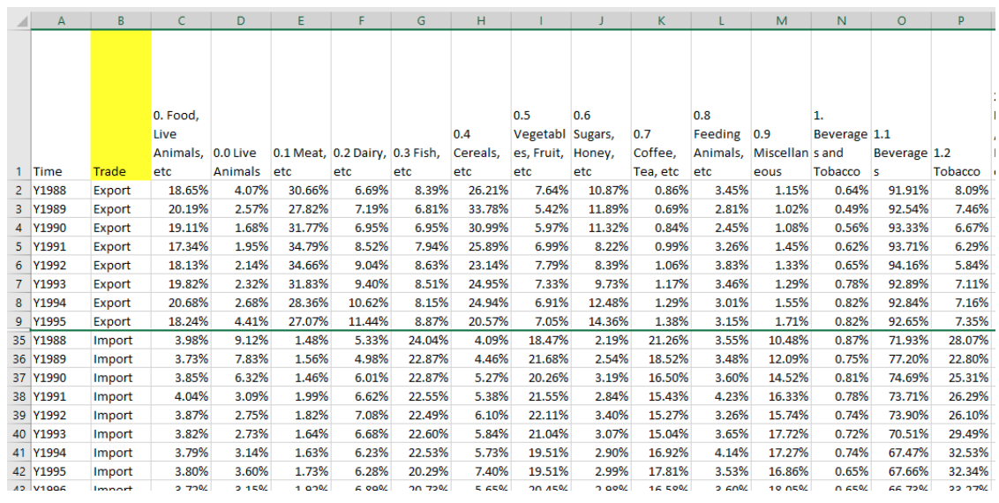 A B C D E F G H I J K L M N O P
1 Time Trade 0. Food, Live Animals, etc 0.0 Live Animals 0.1 Meat, etc 0.2 Dairy, etc 0.3 Fish, etc 0.4 Cereals, etc 0.5 Vegetables, Fruit, etc 0.6 Sugars, Honey, etc 0.7 Coffee, Tea, etc 0.8 Feeding Animals, etc 0.9 Miscellaneous 1. Beverages and Tobacco 1.1 Beverages 1.2 Tobacco
2 Y1988 Export 18.65% 4.07% 30.66% 6.69% 8.39% 26.21% 7.64% 10.87% 0.86% 3.45% 1.15% 0.64% 91.91% 8.09%
3 Y1989 Export 20.19% 2.57% 27.82% 7.19% 6.81% 33.78% 5.42% 11.89% 0.69% 2.81% 1.02% 0.49% 92.54% 7.46%
4 Y1990 Export 19.11% 1.68% 31.77% 6.95% 6.95% 30.99% 5.97% 11.32% 0.84% 2.45% 1.08% 0.56% 93.33% 6.67%
5 Y1991 Export 17.34% 1.95% 34.79% 8.52% 7.94% 25.89% 6.99% 8.22% 0.99% 3.26% 1.45% 0.62% 93.71% 6.29%
6 Y1992 Export 18.13% 2.14% 34.66% 9.04% 8.63% 23.14% 7.79% 8.39% 1.06% 3.83% 1.33% 0.65% 94.16% 5.84%
7 Y1993 Export 19.82% 2.32% 31.83% 9.40% 8.51% 24.95% 7.33% 9.73% 1.17% 3.46% 1.29% 0.78% 92.89% 7.11%
8 Y1994 Export 20.68% 2.68% 28.36% 10.62% 8.15% 24.94% 6.91% 12.48% 1.29% 3.01% 1.55% 0.82% 92.84% 7.16%
9 Y1995 Export 18.24% 4.41% 27.07% 11.44% 8.87% 20.57% 7.05% 14.36% 1.38% 3.15% 1.71% 0.82% 92.65% 7.35%
35 Y1988 Import 3.98% 9.12% 1.48% 5.33% 24.04% 4.09% 18.47% 2.19% 21.26% 3.55% 10.48% 0.87% 71.93% 28.07%
36 Y1989 Import 3.73% 7.83% 1.56% 4.98% 22.87% 4.46% 21.68% 2.54% 18.52% 3.48% 12.09% 0.75% 77.20% 22.80%
37 Y1990 Import 3.85% 6.32% 1.46% 6.01% 22.87% 5.27% 20.26% 3.19% 16.50% 3.60% 14.52% 0.81% 74.69% 25.31%
38 Y1991 Import 4.04% 3.09% 1.99% 6.62% 22.55% 5.38% 21.55% 2.84% 15.43% 4.23% 16.33% 0.78% 73.71% 26.29%
39 Y1992 Import 3.87% 2.75% 1.82% 7.08% 22.49% 6.10% 22.11% 3.40% 15.27% 3.26% 15.74% 0.74% 73.90% 26.10%
40 Y1993 Import 3.82% 2.73% 1.64% 6.68% 22.60% 5.84% 21.04% 3.07% 15.04% 3.65% 17.72% 0.72% 70.51% 29.49%
41 Y1994 Import 3.79% 3.14% 1.63% 6.23% 22.53% 5.73% 19.51% 2.90% 16.92% 4.14% 17.27% 0.74% 67.47% 32.53%
42 Y1995 Import 3.80% 3.60% 1.73% 6.28% 20.29% 7.40% 19.51% 2.99% 17.81% 3.53% 16.86% 0.65% 67.66% 32.34%
43 Y1996 Import 3.72% 3.15% 1.92% 6.89% 20.73% 5.65% 20.45% 2.98% 16.58% 3.60% 18.05% 0.65% 66.73% 33.27%